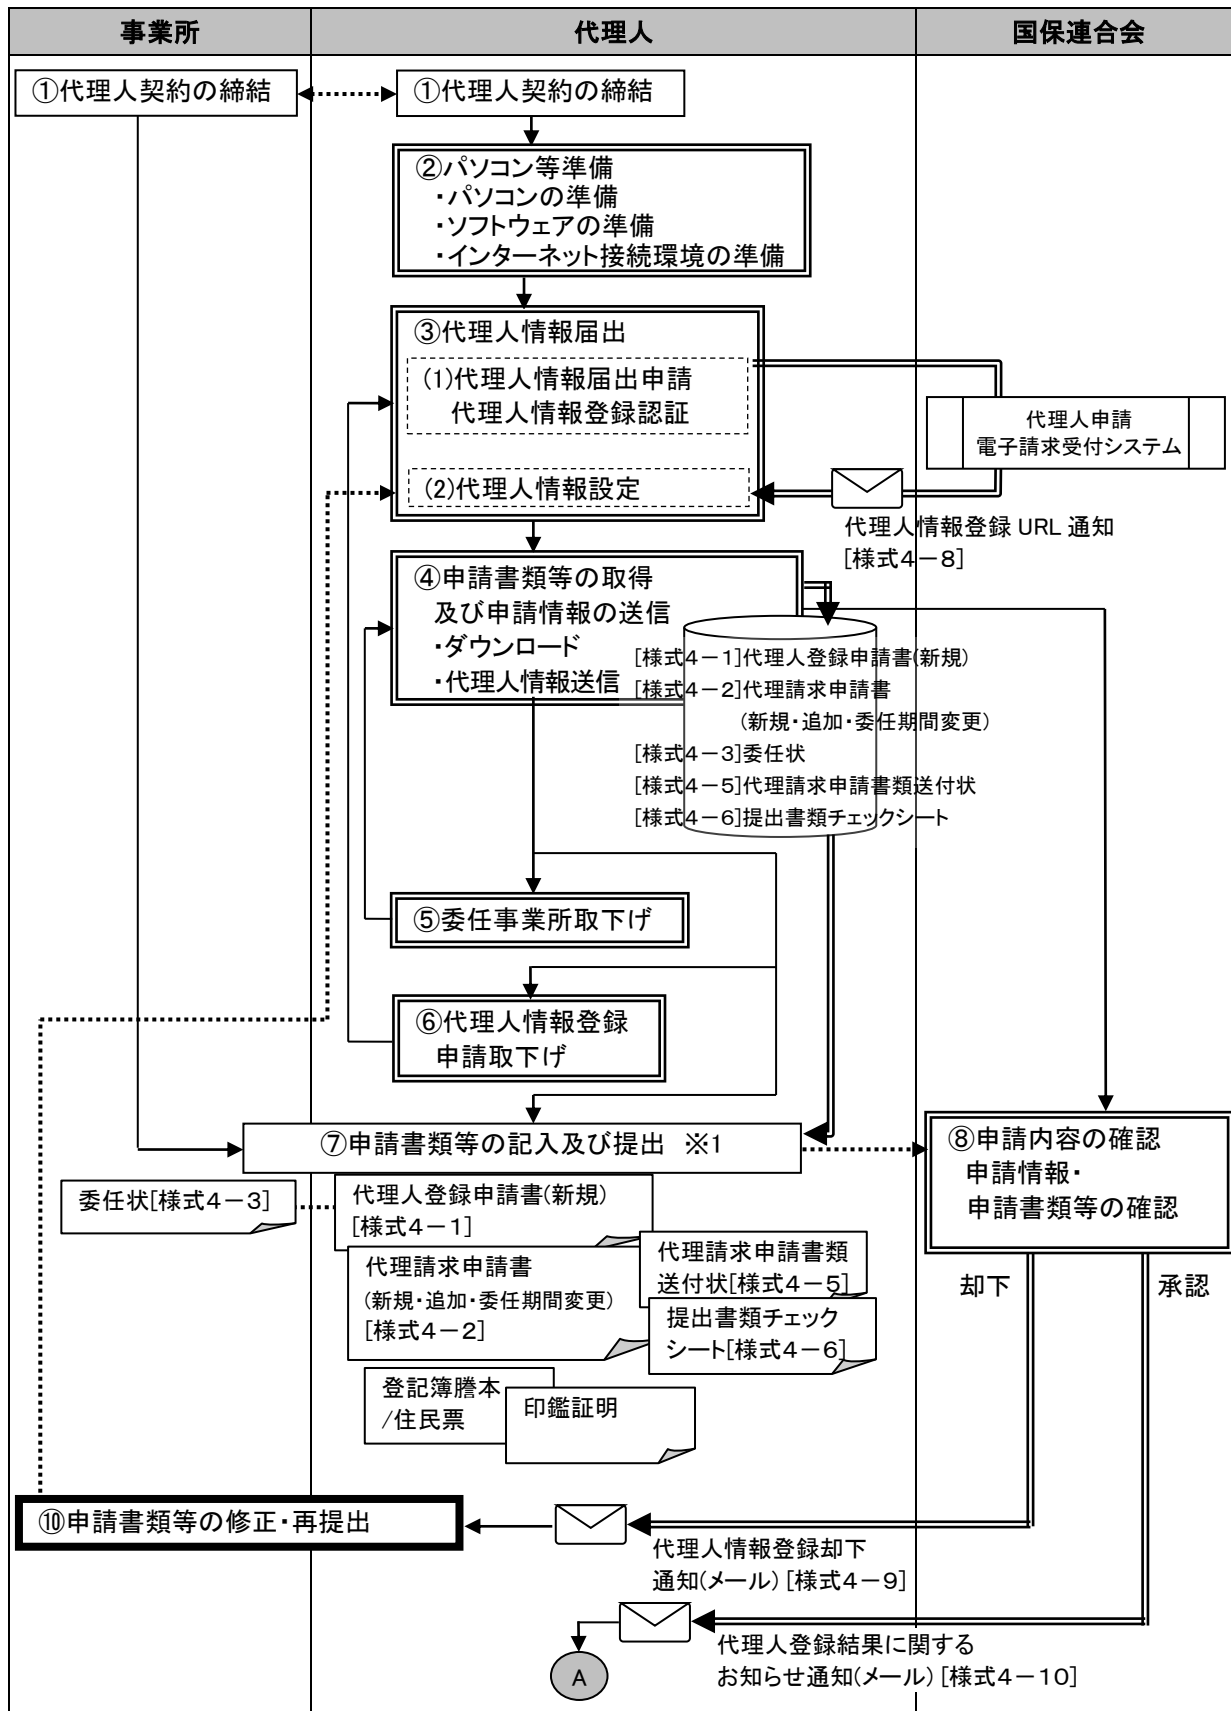 事業所
代理人
国保連合会
①代理人契約の締結
①代理人契約の締結
②パソコン等準備
・パソコンの準備
・ソフトウェアの準備
・インターネット接続環境の準備
③代理人情報届出
(1)代理人情報届出申請
代理人情報登録認証
(2)代理人情報設定
代理人申請
電子請求受付システム
代理人情報登録 URL 通知
[様式4-8]
④申請書類等の取得
及び申請情報の送信
・ダウンロード
・代理人情報送信
[様式4-1]代理人登録申請書(新規)
[様式4-2]代理請求申請書
(新規・追加・委任期間変更)
[様式4-3]委任状
[様式4-5]代理請求申請書類送付状
[様式4-6]提出書類チェックシート
⑤委任事業所取下げ
⑥代理人情報登録
申請取下げ
⑦申請書類等の記入及び提出 ※1
⑧申請内容の確認
申請情報・
申請書類等の確認
委任状[様式4-3]
代理人登録申請書(新規)
[様式4-1]
代理請求申請書
(新規・追加・委任期間変更)
[様式4-2]
代理請求申請書類
送付状[様式4-5]
提出書類チェック
シート[様式4-6]
登記簿謄本
/住民票
印鑑証明
却下
承認
⑩申請書類等の修正・再提出
代理人情報登録却下
通知(メール) [様式4-9]
代理人登録結果に関する
お知らせ通知(メール) [様式4-10]
A